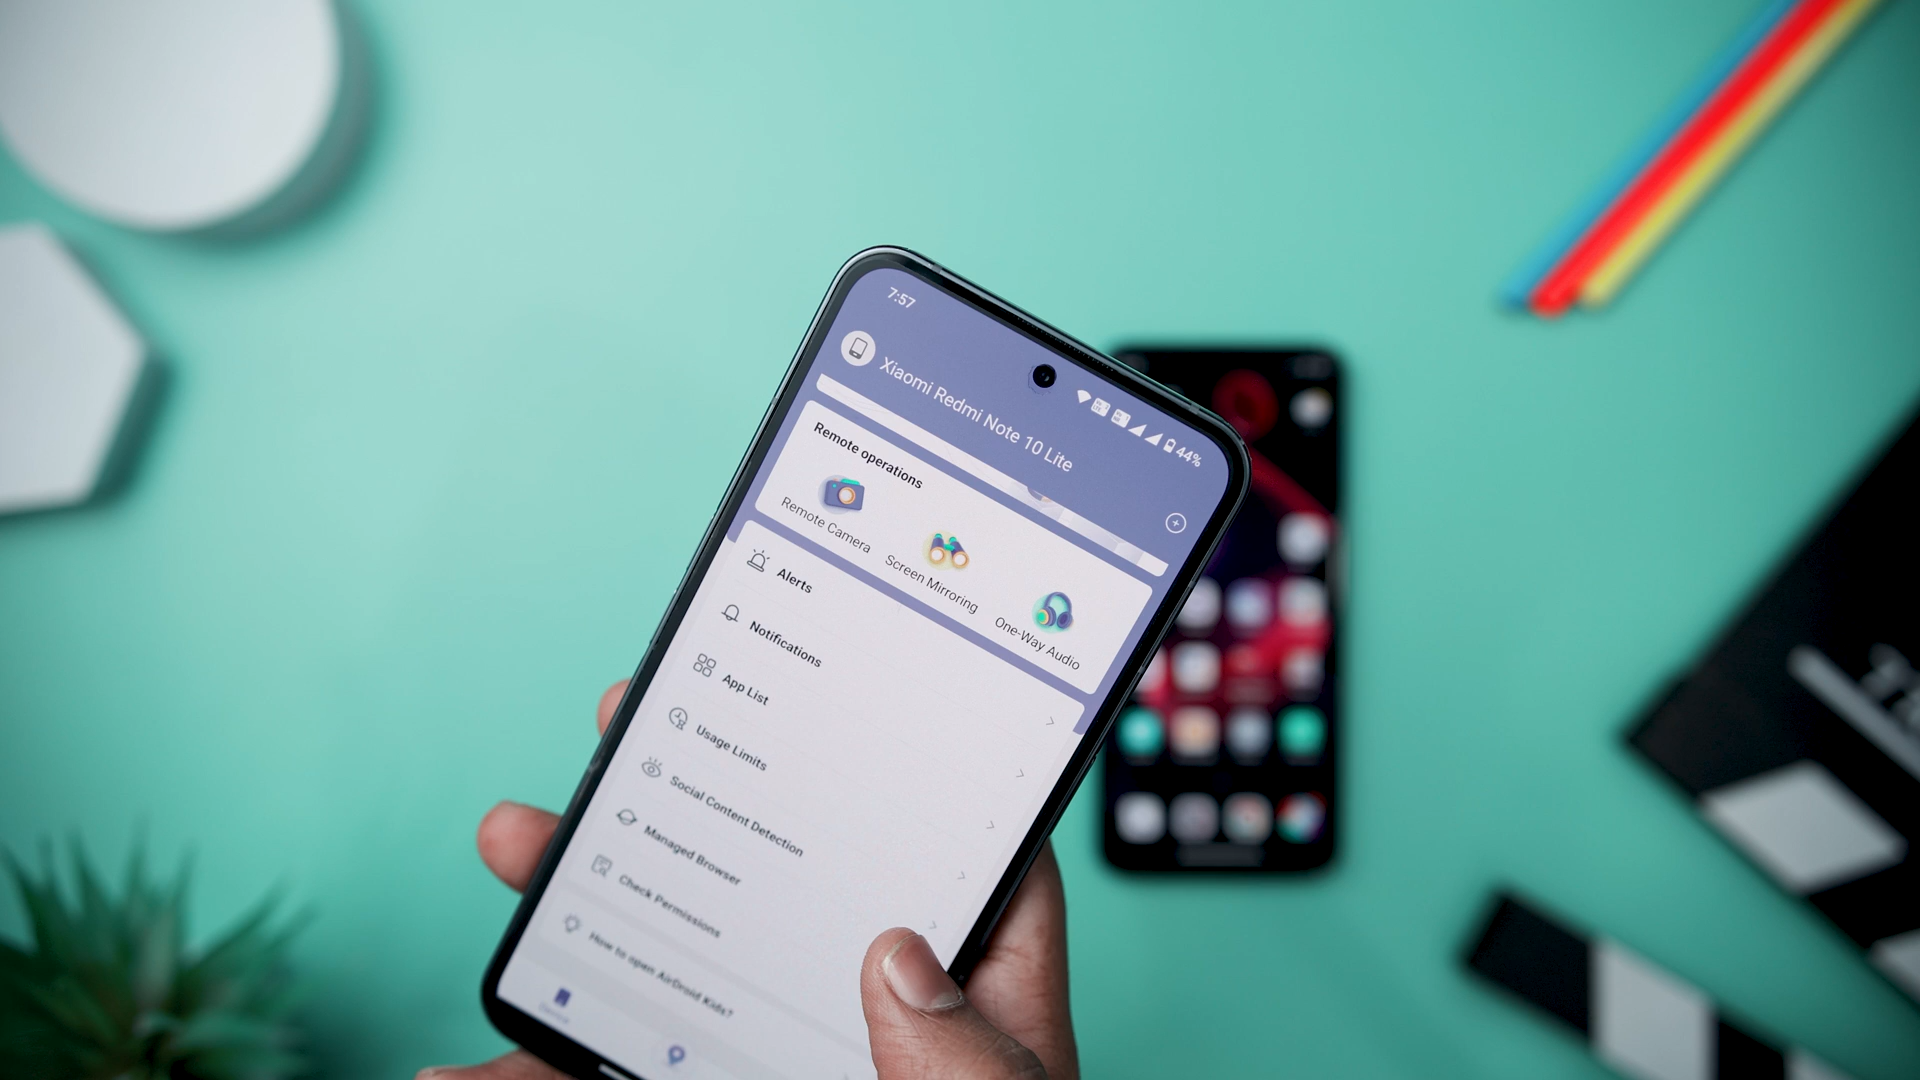 7:57
44%
Xiaomi Redmi Note 10 Lite
Remote operations
Remote Camera
Screen Mirroring
One-Way Audio
Alerts
Notifications
App List
Usage Limits
Social Content Detection
Managed Browser
Check Permissions
How to open AirDroid Kids?